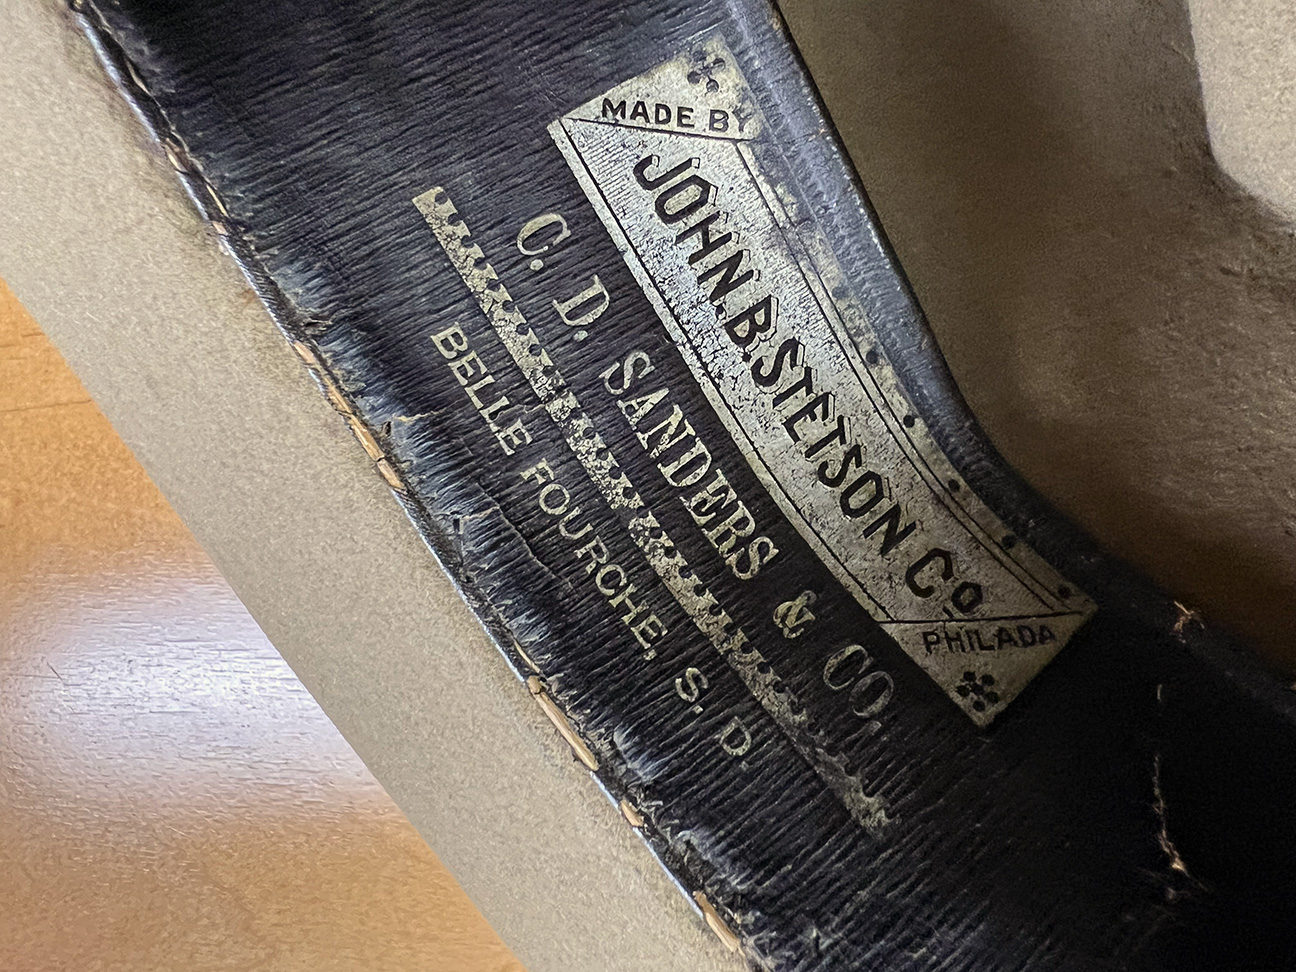 MADE BY
JOHN.B.STETSON CO.
PHILADA
C. D. SANDERS & CO.
BELLE FOURCHE, S. D.